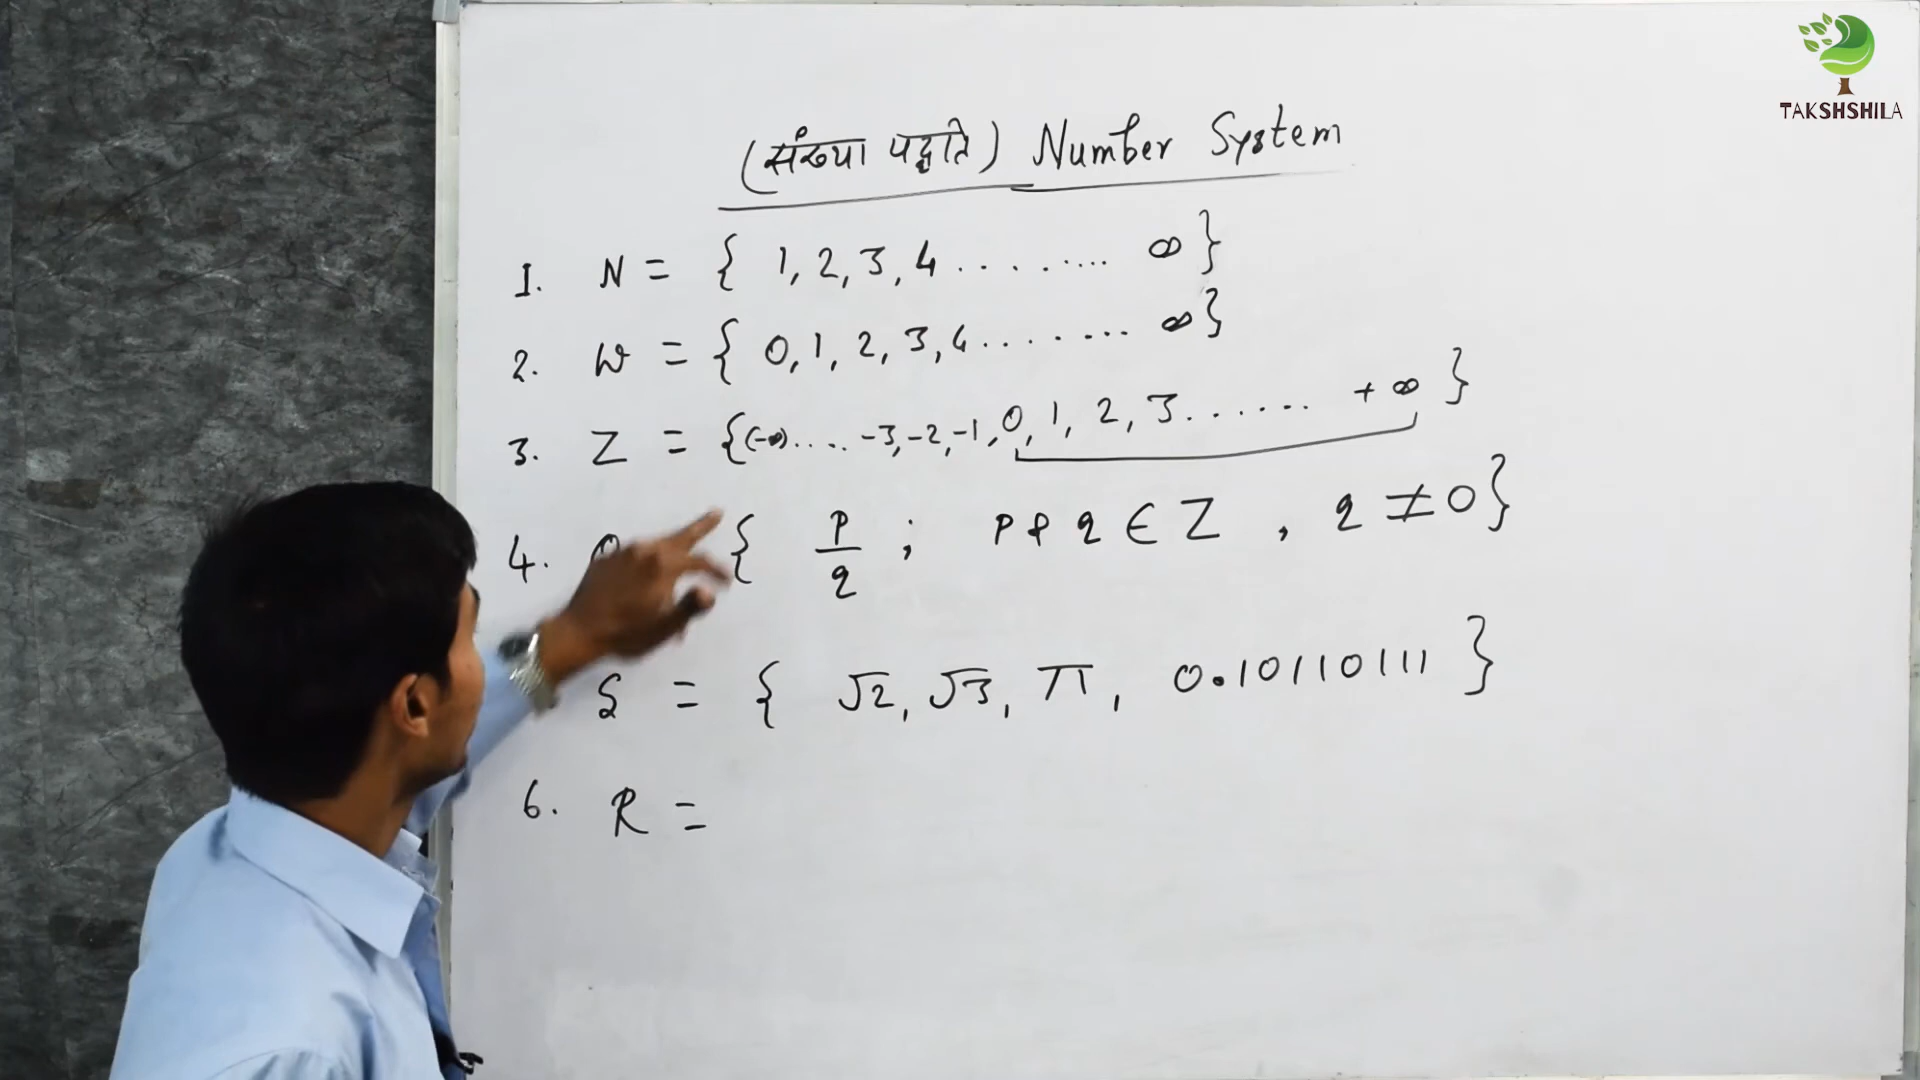 TAKSHSHILA
(संख्या पद्धति) Number System
1. N = { 1, 2, 3, 4 ......... ∞ }
2. W = { 0, 1, 2, 3, 4 ........ ∞ }
3. Z = { (-∞) .... -3, -2, -1, 0, 1, 2, 3 ...... + ∞ }
4. { p/q ; p & q ∈ Z , q ≠ 0 }
S = { √2, √3, π, 0.10110111 }
6. R =